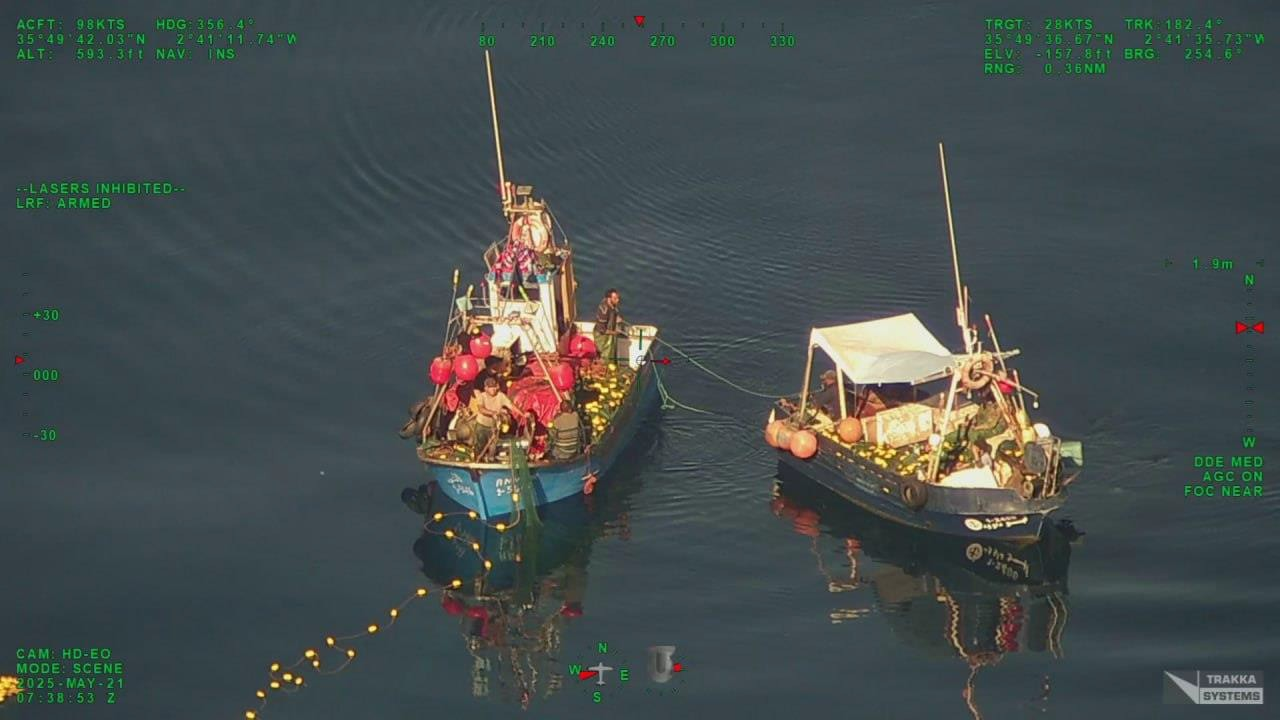 ACFT: 98KTS HDG:356.4°
35°49'42.03"N 2°41'11.74"W
ALT: 593.3ft NAV: INS
80 210 240 270 300 330
TRGT: 28KTS TRK:182.4°
35°49'36.67"N 2°41'35.73"W
ELV: -157.8ft BRG: 254.6°
RNG: 0.36NM
--LASERS INHIBITED--
LRF: ARMED
1.9m
N
+30
000
-30
W
DDE MED
AGC ON
FOC NEAR
CAM: HD-EO
MODE: SCENE
2025-MAY-21
07:38:53 Z
N
W E
S
TRAKKA
SYSTEMS